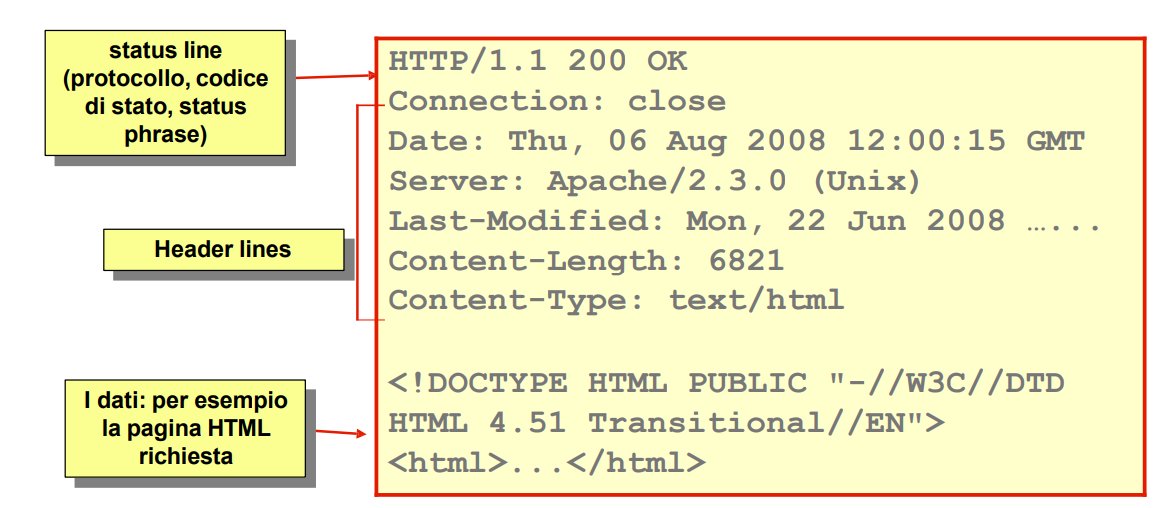 status line
(protocollo, codice
di stato, status
phrase)
HTTP/1.1 200 OK
Connection: close
Date: Thu, 06 Aug 2008 12:00:15 GMT
Server: Apache/2.3.0 (Unix)
Last-Modified: Mon, 22 Jun 2008 …...
Content-Length: 6821
Content-Type: text/html
Header lines
<!DOCTYPE HTML PUBLIC "-//W3C//DTD
HTML 4.51 Transitional//EN">
<html>...</html>
I dati: per esempio
la pagina HTML
richiesta